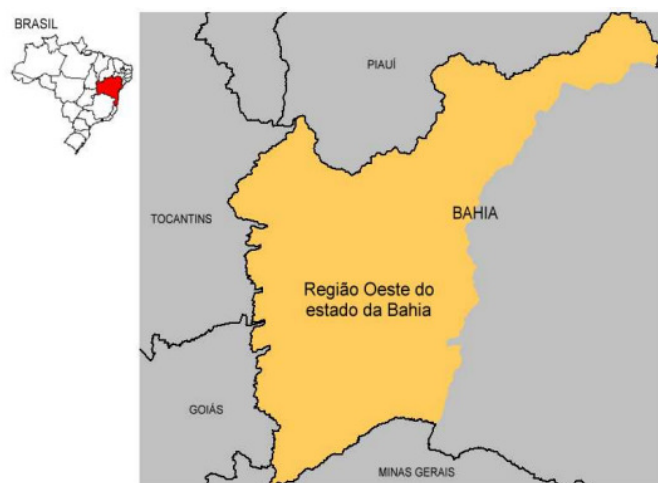 BRASIL
PIAUÍ
TOCANTINS
BAHIA
Região Oeste do
estado da Bahia
GOIÁS
MINAS GERAIS